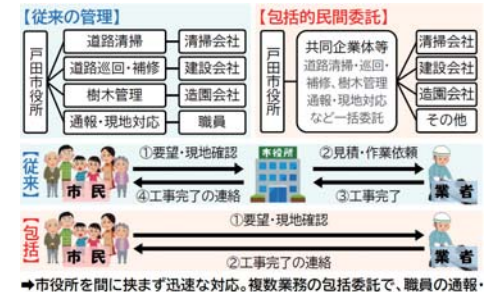 【従来の管理】
戸田市役所
道路清掃
清掃会社
道路巡回・補修
建設会社
樹木管理
造園会社
通報・現地対応
職員
【包括的民間委託】
戸田市役所
共同企業体等
道路清掃・巡回・
補修、樹木管理
通報・現地対応
など一括委託
清掃会社
建設会社
造園会社
その他
【従来】
市民
①要望・現地確認
④工事完了の連絡
市役所
②見積・作業依頼
③工事完了
業者
【包括】
市民
①要望・現地確認
②工事完了の連絡
業者
➡市役所を間に挟まず迅速な対応。複数業務の包括委託で、職員の通報・